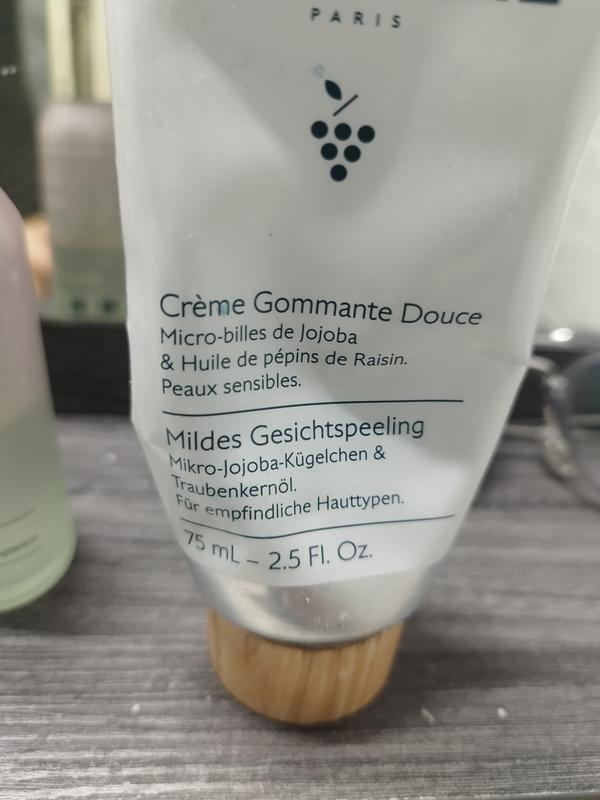 PARIS
Crème Gommante Douce
Micro-billes de Jojoba
& Huile de pépins de Raisin.
Peaux sensibles.
Mildes Gesichtspeeling
Mikro-Jojoba-Kügelchen &
Traubenkernöl.
Für empfindliche Hauttypen.
75 mL – 2.5 Fl. Oz.